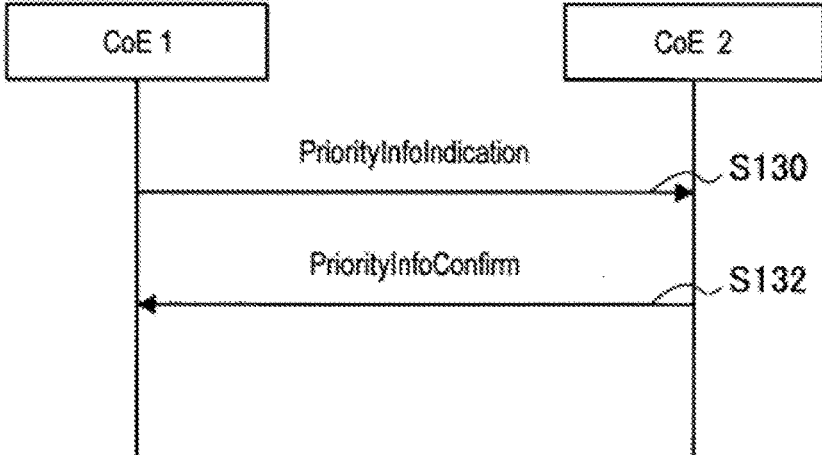 CoE 1
CoE 2
PriorityInfoIndication
S130
PriorityInfoConfirm
S132